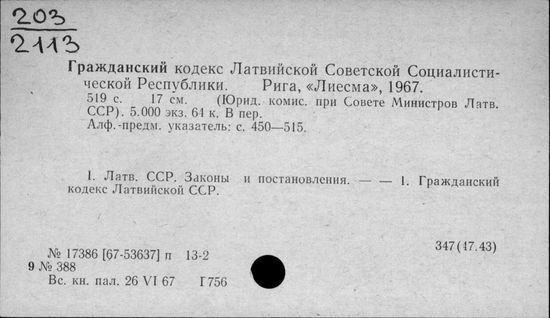 203
2113
Гражданский кодекс Латвийской Советской Социалисти-
ческой Республики. Рига, «Лиесма», 1967.
519 с. 17 см. (Юрид. комис. при Совете Министров Латв.
ССР). 5.000 экз. 64 к. В пер.
Алф.-предм. указатель: с. 450—515.
I. Латв. ССР. Законы и постановления. — — 1. Гражданский
кодекс Латвийской ССР.
347(47.43)
№ 17386 [67-53637] п 13-2
9 № 388
Вс. кн. пал. 26 VI 67 Г756